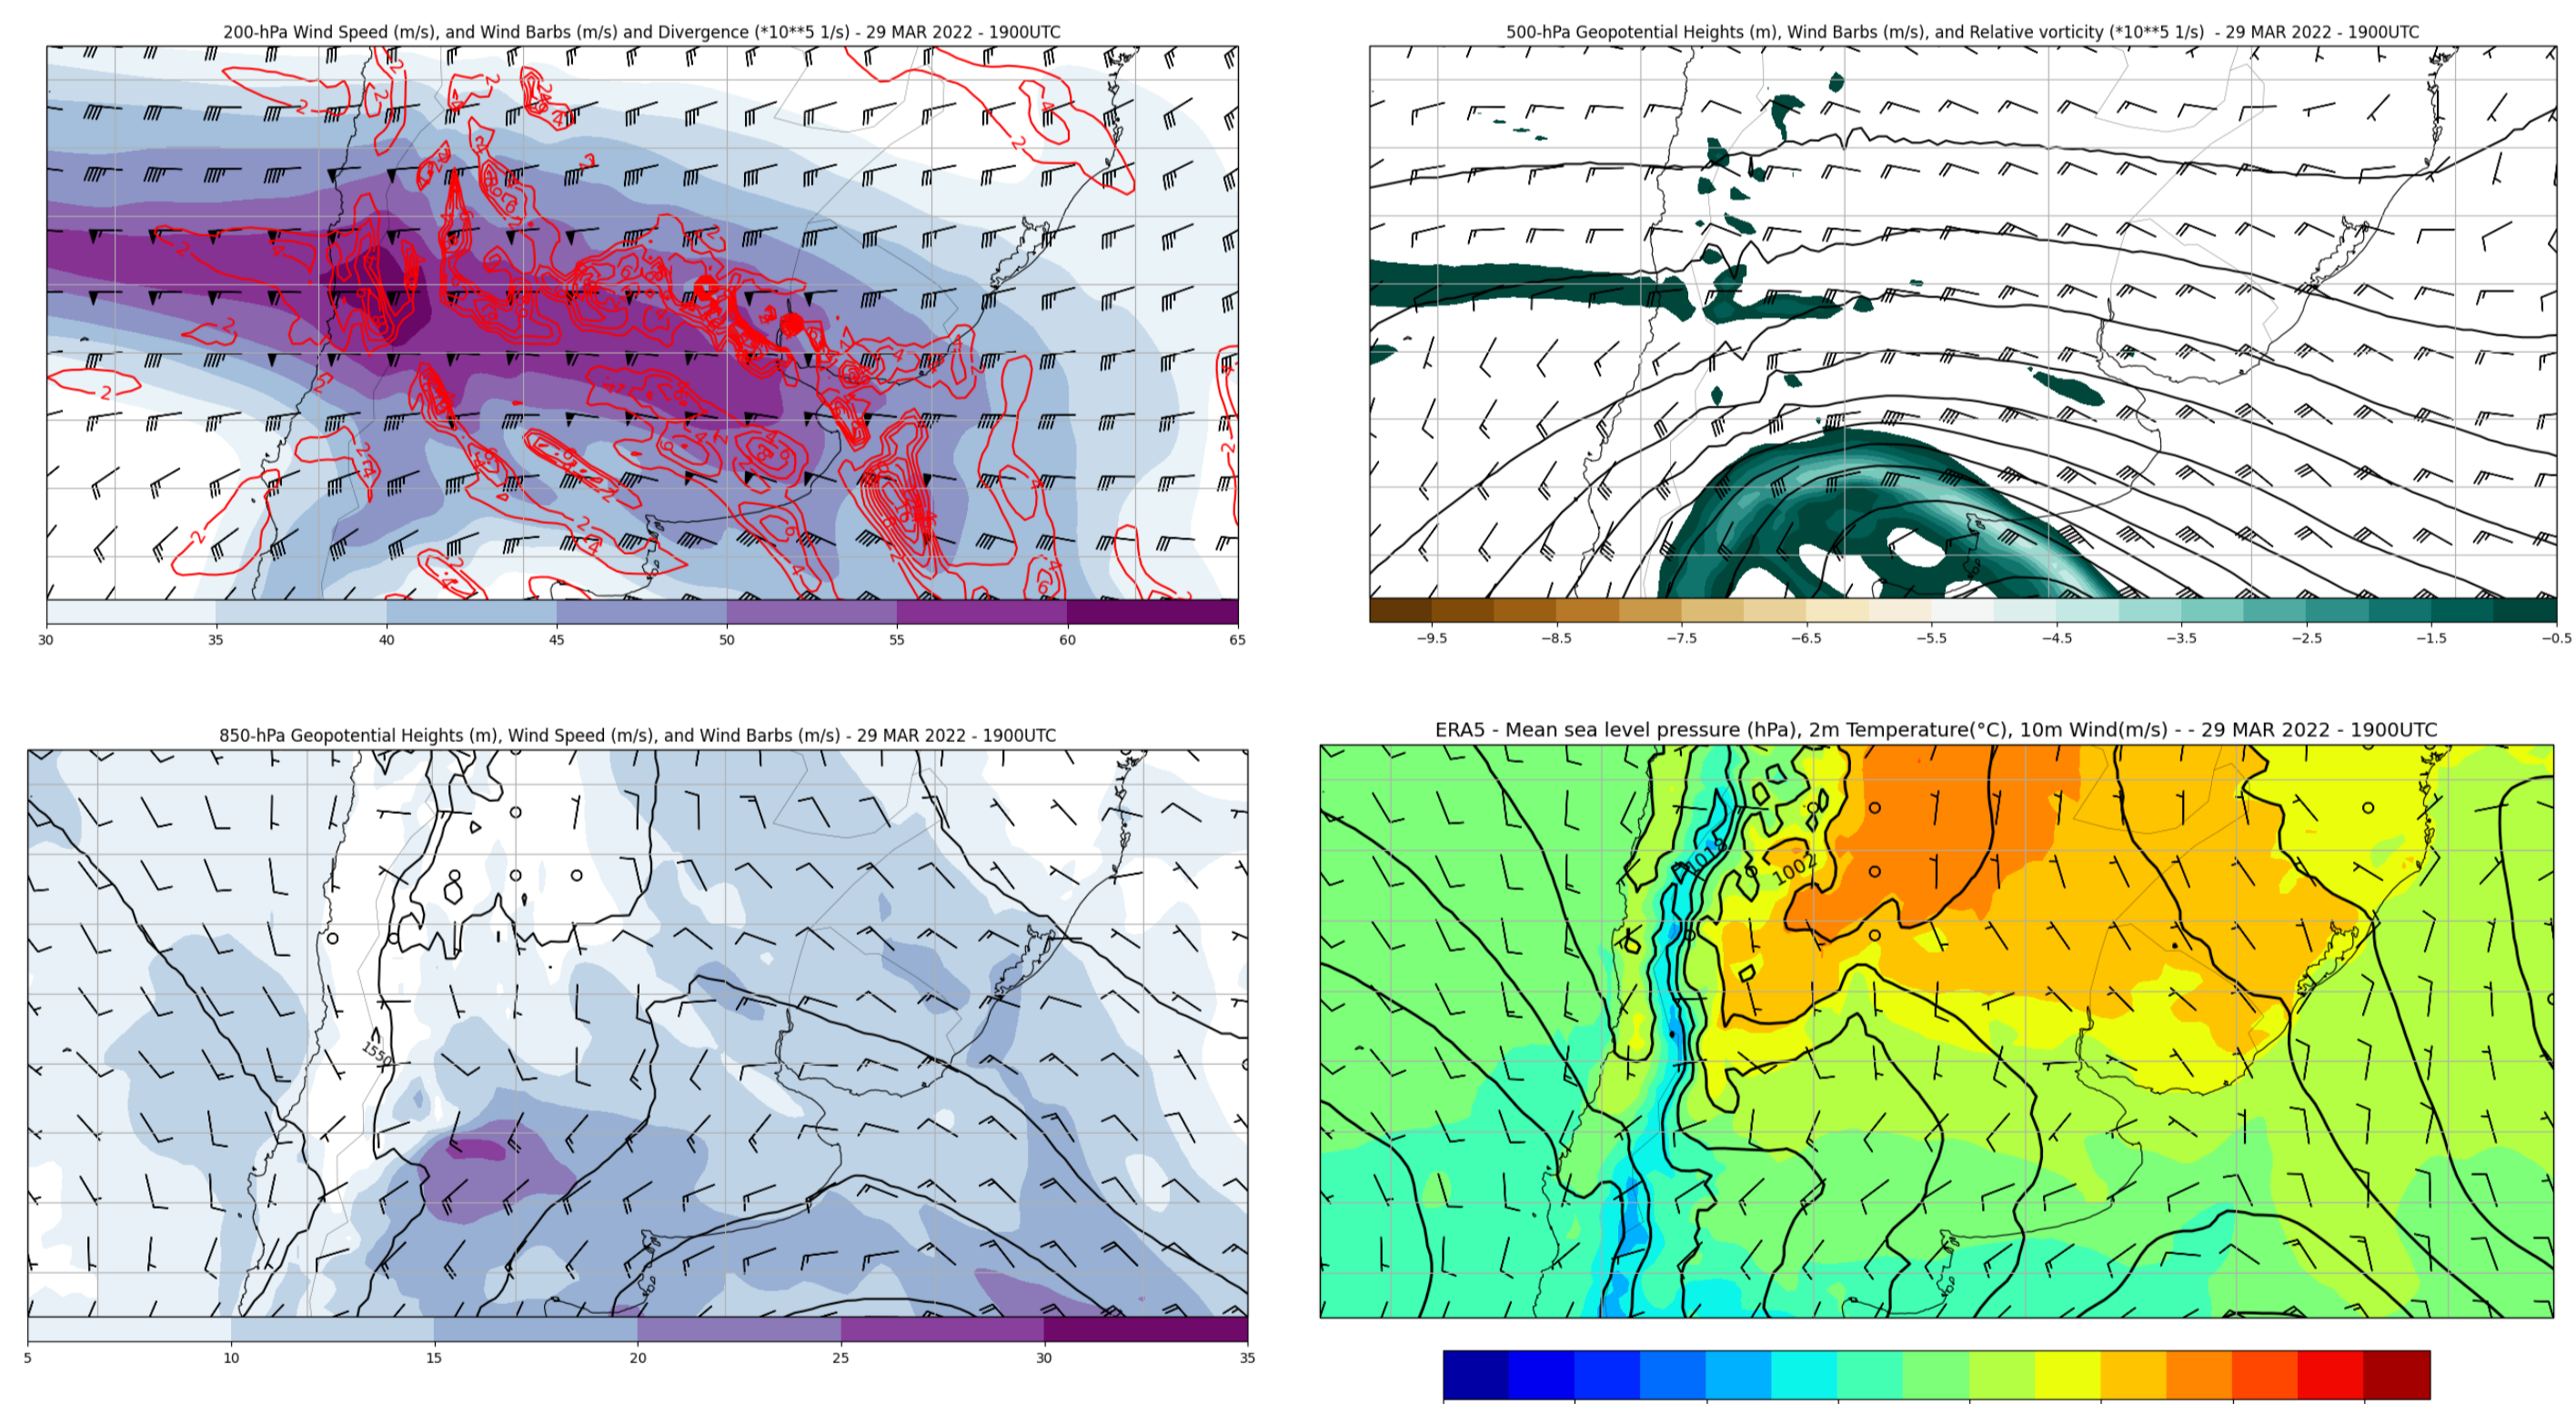 200-hPa Wind Speed (m/s), and Wind Barbs (m/s) and Divergence (*10**5 1/s) - 29 MAR 2022 - 1900UTC
30 35 40 45 50 55 60 65
500-hPa Geopotential Heights (m), Wind Barbs (m/s), and Relative vorticity (*10**5 1/s) - 29 MAR 2022 - 1900UTC
−9.5 −8.5 −7.5 −6.5 −5.5 −4.5 −3.5 −2.5 −1.5 −0.5
850-hPa Geopotential Heights (m), Wind Speed (m/s), and Wind Barbs (m/s) - 29 MAR 2022 - 1900UTC
1550
5 10 15 20 25 30 35
ERA5 - Mean sea level pressure (hPa), 2m Temperature(°C), 10m Wind(m/s) - - 29 MAR 2022 - 1900UTC
1018
1002